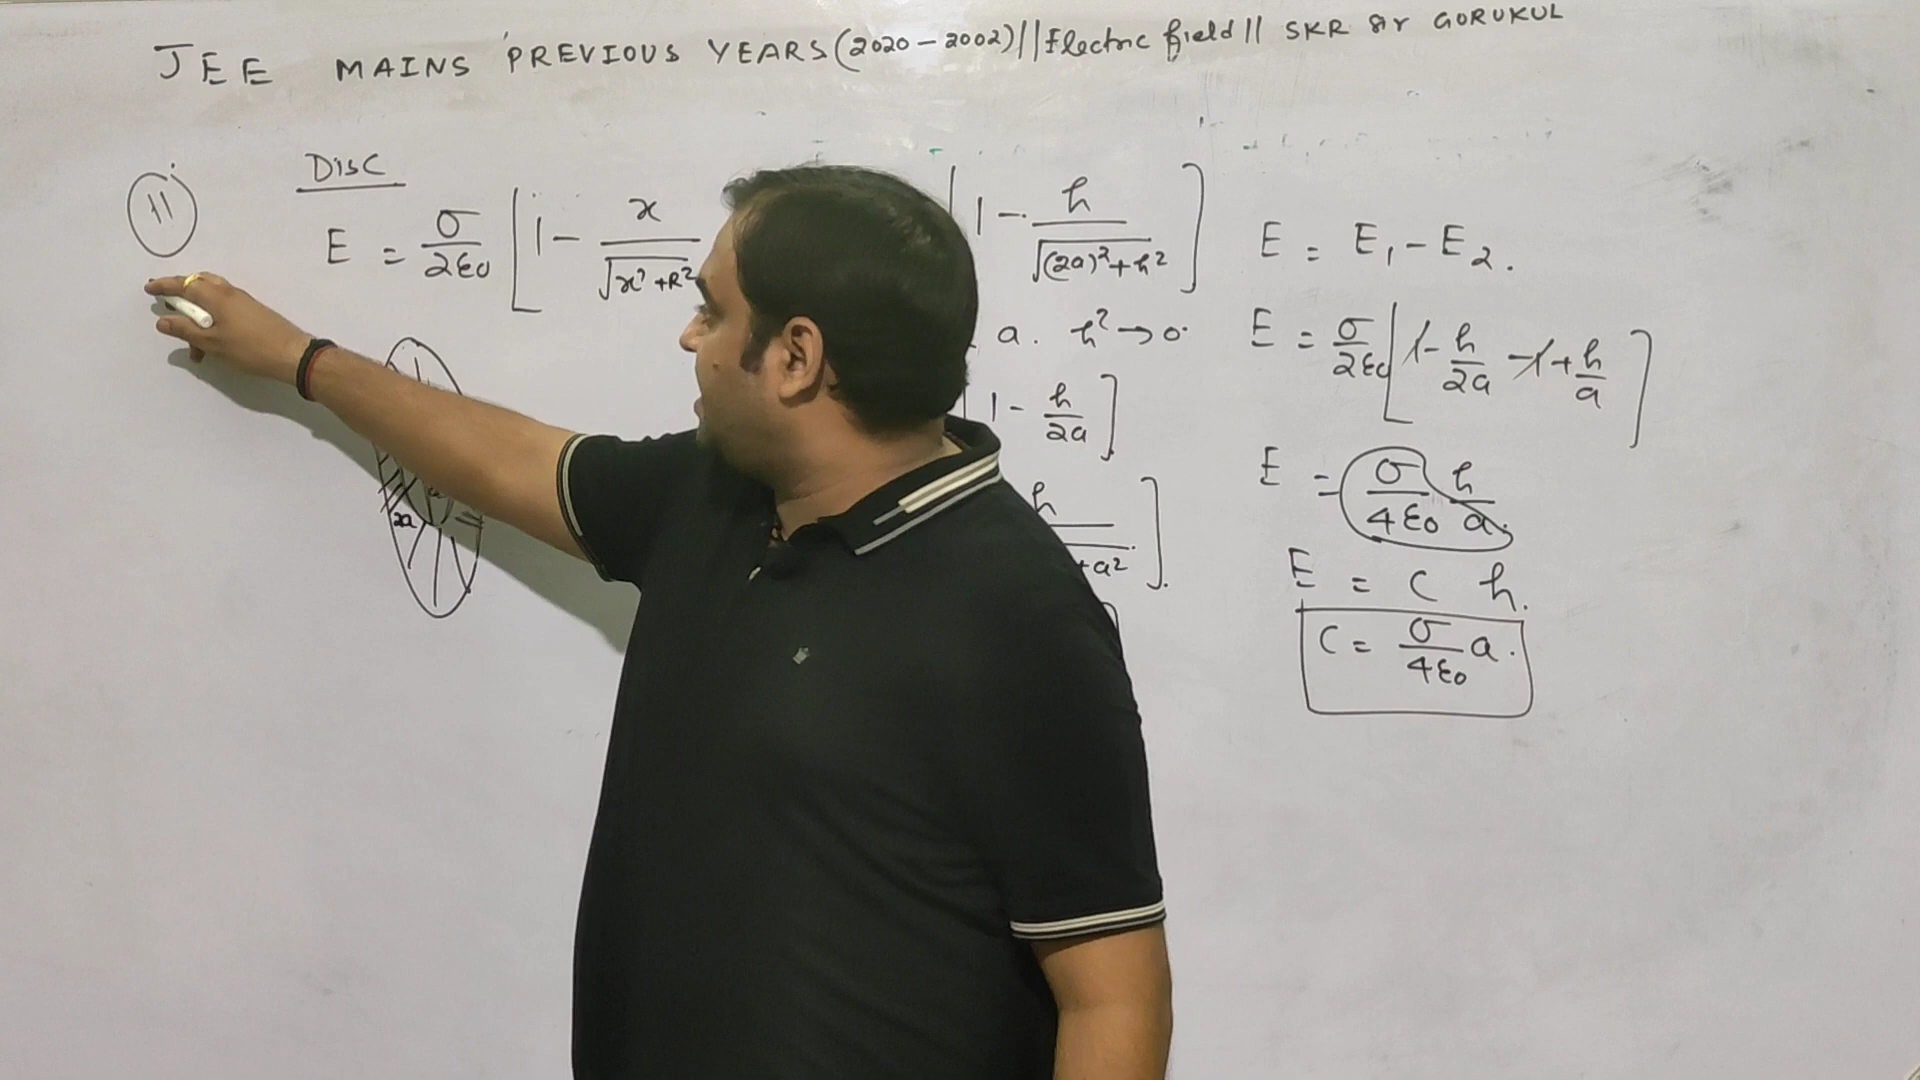 JEE MAINS PREVIOUS YEARS (2020-2002) || Electric field || SKR Sir GORUKUL
11
DISC
E = σ/2ε0 [1 - x/√x²+R²
1 - h/√(2a)²+h² ]
a. h² → 0.
1 - h/2a ]
h
+a² ].
2a
E = E1 - E2.
E = σ/2ε0 [1 - h/2a - 1 + h/a ]
E = σ/4ε0 h/a.
E = C h.
C = σ/4ε0 a.